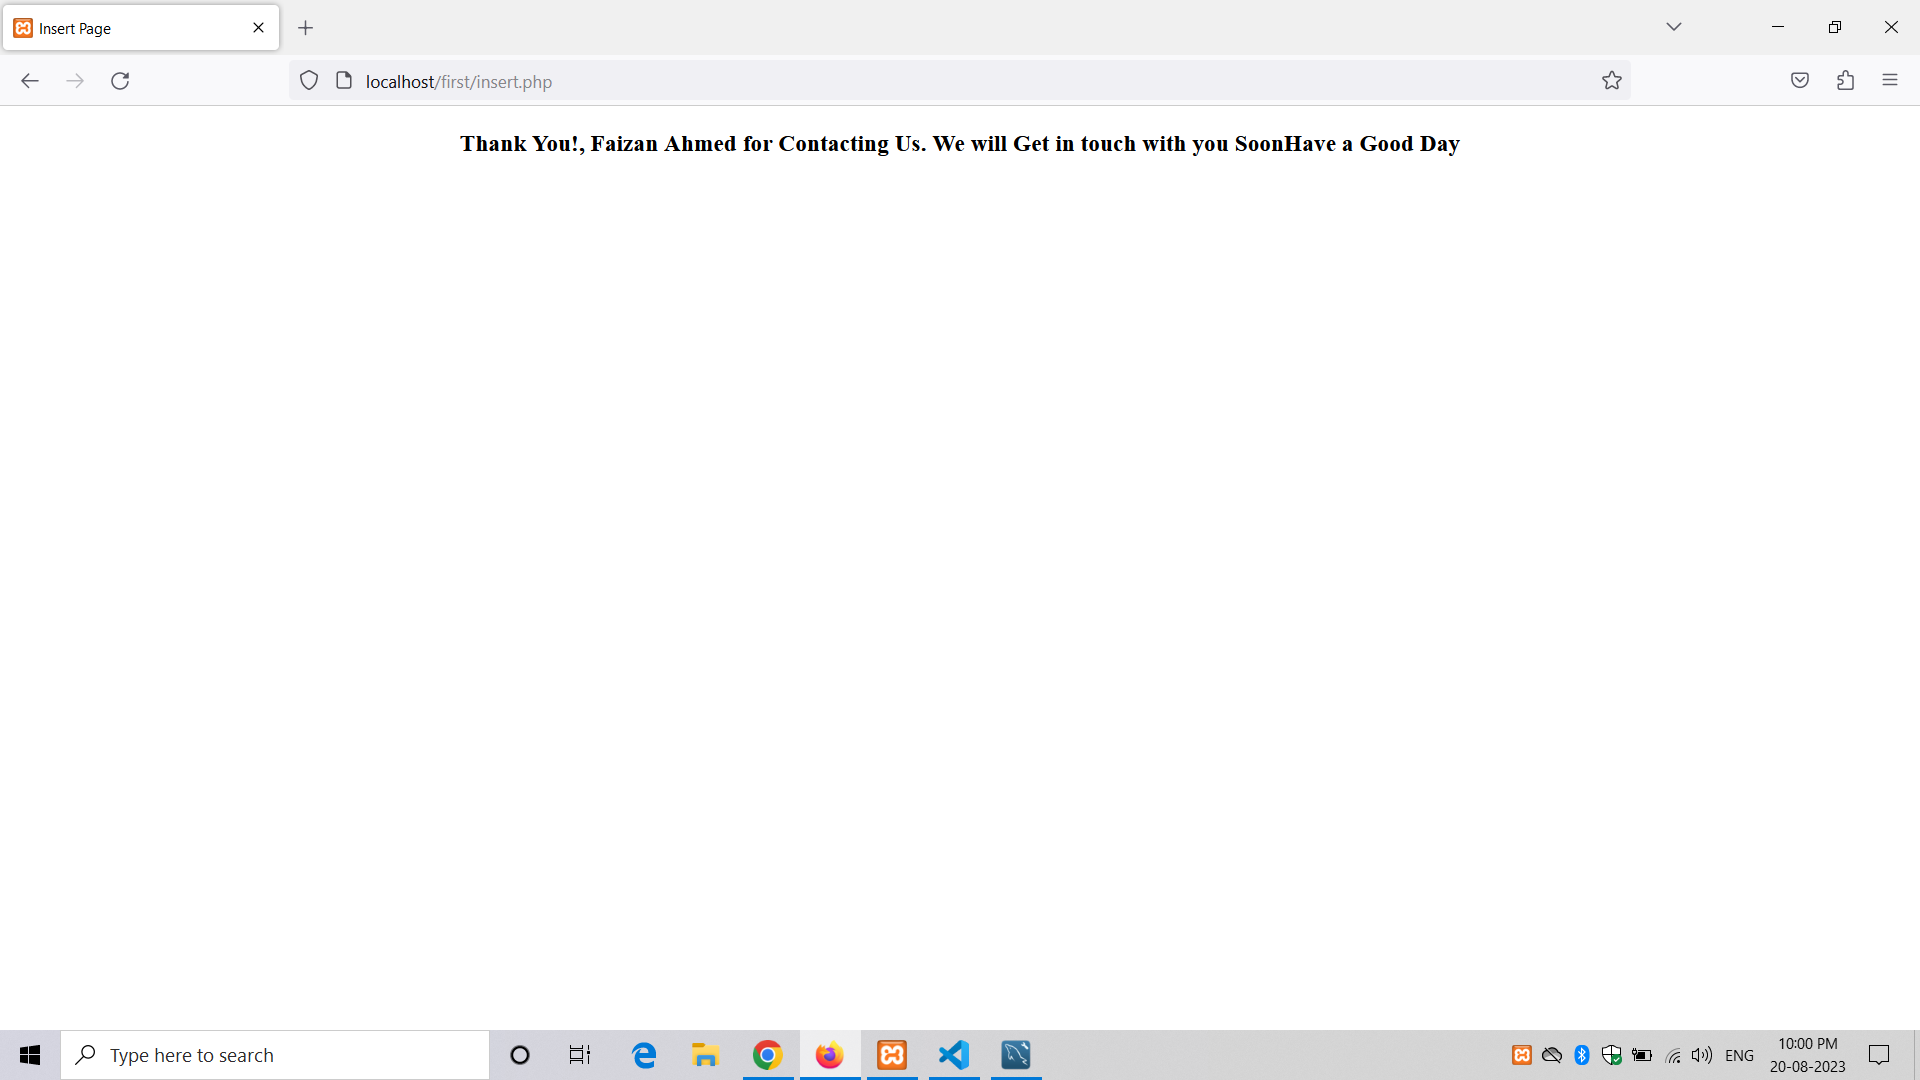 Insert Page
localhost/first/insert.php
Thank You!, Faizan Ahmed for Contacting Us. We will Get in touch with you SoonHave a Good Day
Type here to search
ENG
10:00 PM
20-08-2023